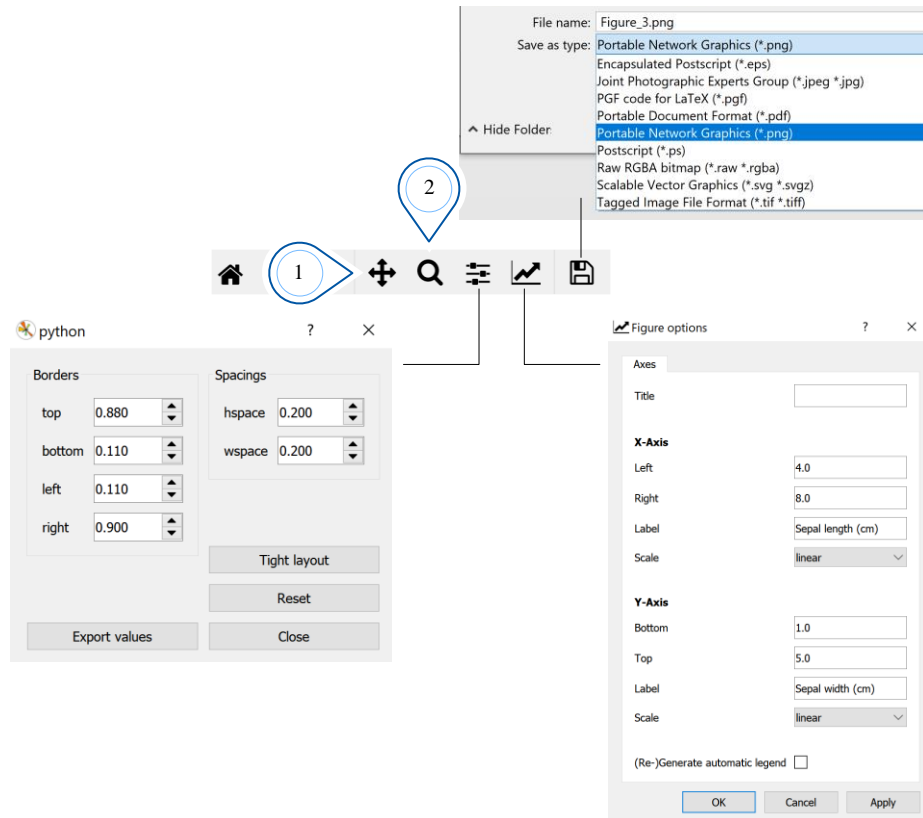 File name: Figure_3.png
Save as type: Portable Network Graphics (*.png)
Encapsulated Postscript (*.eps)
Joint Photographic Experts Group (*.jpeg *.jpg)
PGF code for LaTeX (*.pgf)
Portable Document Format (*.pdf)
Portable Network Graphics (*.png)
Postscript (*.ps)
Raw RGBA bitmap (*.raw *.rgba)
Scalable Vector Graphics (*.svg *.svgz)
Tagged Image File Format (*.tif *.tiff)
Hide Folder
2
1
python ?
Borders
top 0.880
bottom 0.110
left 0.110
right 0.900
Spacings
hspace 0.200
wspace 0.200
Tight layout
Reset
Export values
Close
Figure options ?
Axes
Title
X-Axis
Left 4.0
Right 8.0
Label Sepal length (cm)
Scale linear
Y-Axis
Bottom 1.0
Top 5.0
Label Sepal width (cm)
Scale linear
(Re-)Generate automatic legend
OK Cancel Apply